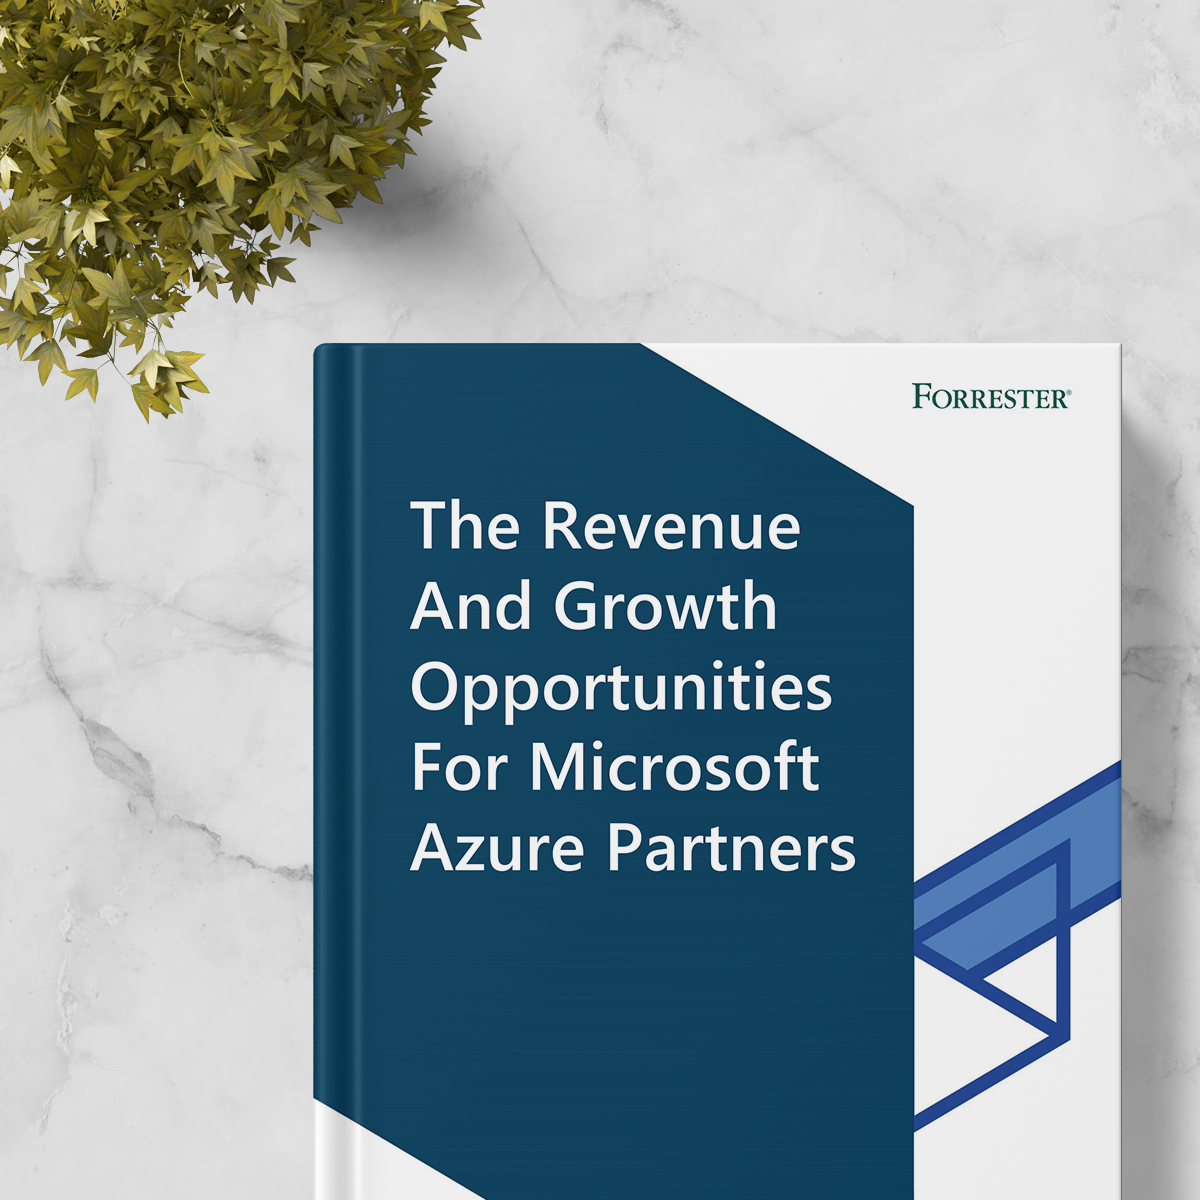 FORRESTER®
The Revenue
And Growth
Opportunities
For Microsoft
Azure Partners